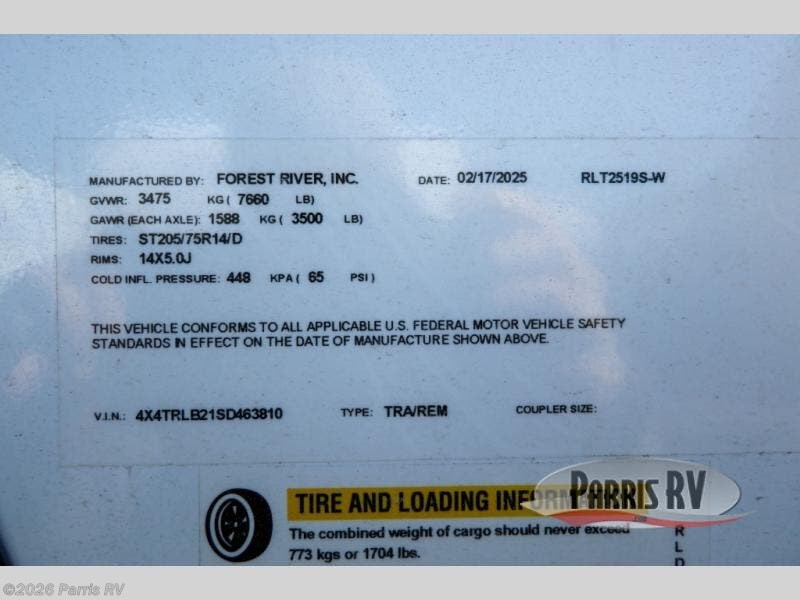 MANUFACTURED BY: FOREST RIVER, INC. DATE: 02/17/2025 RLT2519S-W
GVWR: 3475 KG ( 7660 LB)
GAWR (EACH AXLE): 1588 KG ( 3500 LB)
TIRES: ST205/75R14/D
RIMS: 14X5.0J
COLD INFL. PRESSURE: 448 KPA ( 65 PSI )
THIS VEHICLE CONFORMS TO ALL APPLICABLE U.S. FEDERAL MOTOR VEHICLE SAFETY
STANDARDS IN EFFECT ON THE DATE OF MANUFACTURE SHOWN ABOVE.
V.I.N.: 4X4TRLB21SD463810 TYPE: TRA/REM COUPLER SIZE:
TIRE AND LOADING
The combined weight of cargo should never exceed
773 kgs or 1704 lbs.
R
L
D
PARRIS RV
©2026 Parris RV